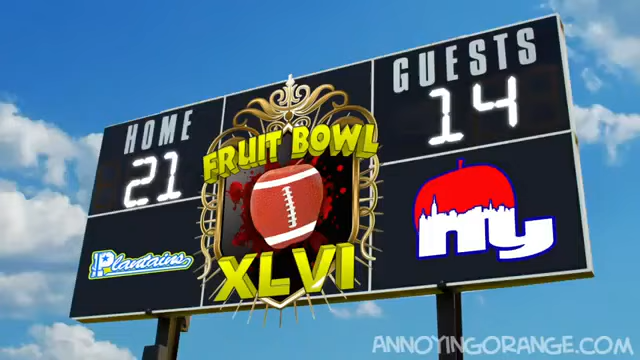 HOME
21
GUESTS
14
FRUIT BOWL
XLVI
Plantains
ny
ANNOYINGORANGE.COM